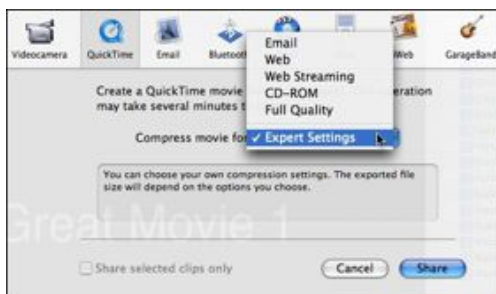 Videocamera QuickTime Email Bluetoot Web GarageBand
Email
Web
Web Streaming
CD-ROM
Full Quality
✓ Expert Settings
Create a QuickTime movie eration
may take several minutes t
Compress movie for
You can choose your own compression settings. The exported file
size will depend on the options you choose.
Great Movie 1
Share selected clips only
Cancel Share